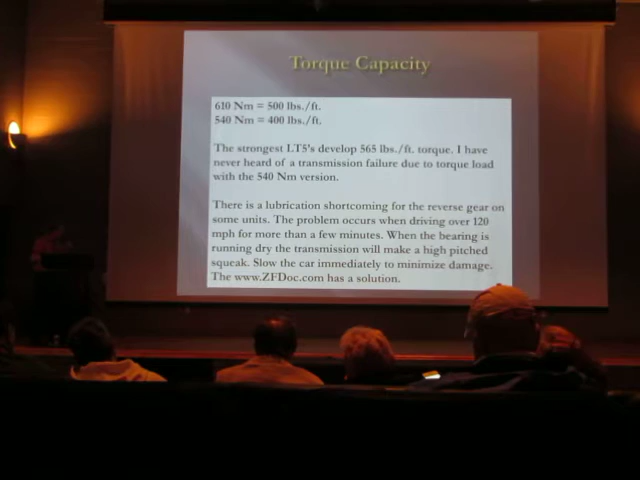 Torque Capacity
610 Nm = 500 lbs./ft.
540 Nm = 400 lbs./ft.
The strongest LT5's develop 565 lbs./ft. torque. I have
never heard of a transmission failure due to torque load
with the 540 Nm version.
There is a lubrication shortcoming for the reverse gear on
some units. The problem occurs when driving over 120
mph for more than a few minutes. When the bearing is
running dry the transmission will make a high pitched
squeak. Slow the car immediately to minimize damage.
The www.ZFDoc.com has a solution.